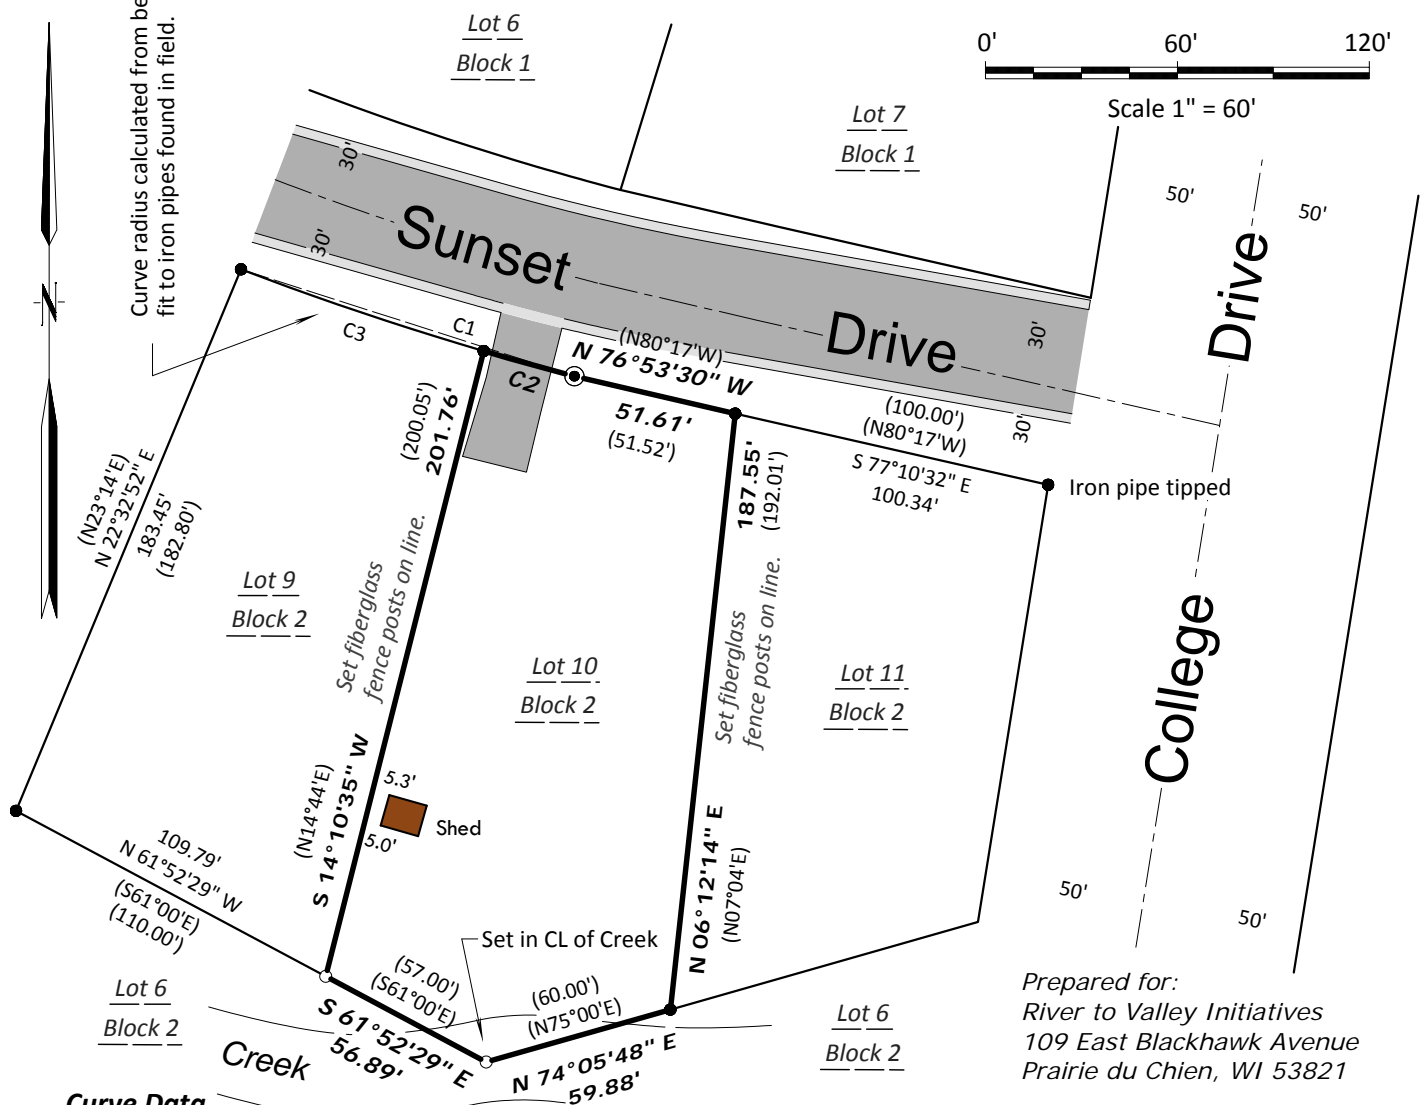 Lot 6
Block 1
0'
60'
120'
Scale 1" = 60'
Lot 7
Block 1
Curve radius calculated from be
fit to iron pipes found in field.
30'
30'
Sunset
Drive
30'
30'
50'
50'
Drive
College
50'
50'
C3
C1
C2
(N80°17'W)
N 76°53'30" W
51.61'
(51.52')
(100.00')
(N80°17'W)
S 77°10'32" E
100.34'
Iron pipe tipped
(N23°14'E)
N 22°32'52" E
183.45'
(182.80')
(200.05')
201.76'
187.55'
(192.01')
Set fiberglass
fence posts on line.
Set fiberglass
fence posts on line.
Lot 9
Block 2
Lot 10
Block 2
Lot 11
Block 2
(N14°44'E)
S 14°10'35" W
5.3'
5.0'
Shed
N 06°12'14" E
(N07°04'E)
109.79'
N 61°52'29" W
(S61°00'E)
(110.00')
Set in CL of Creek
(57.00')
(S61°00'E)
S 61°52'29" E
56.89'
(60.00')
(N75°00'E)
N 74°05'48" E
59.88'
Lot 6
Block 2
Creek
Lot 6
Block 2
Prepared for:
River to Valley Initiatives
109 East Blackhawk Avenue
Prairie du Chien, WI 53821
Curve Data
N